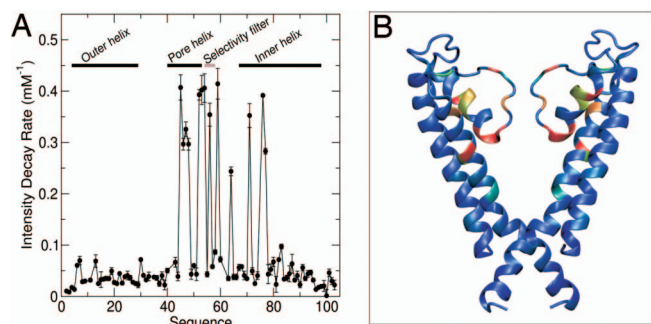 A
B
Outer helix
Pore helix
Selectivity filter
Inner helix
Intensity Decay Rate (mM⁻¹)
0.5
0.4
0.3
0.2
0.1
0
0 20 40 60 80 100
Sequence